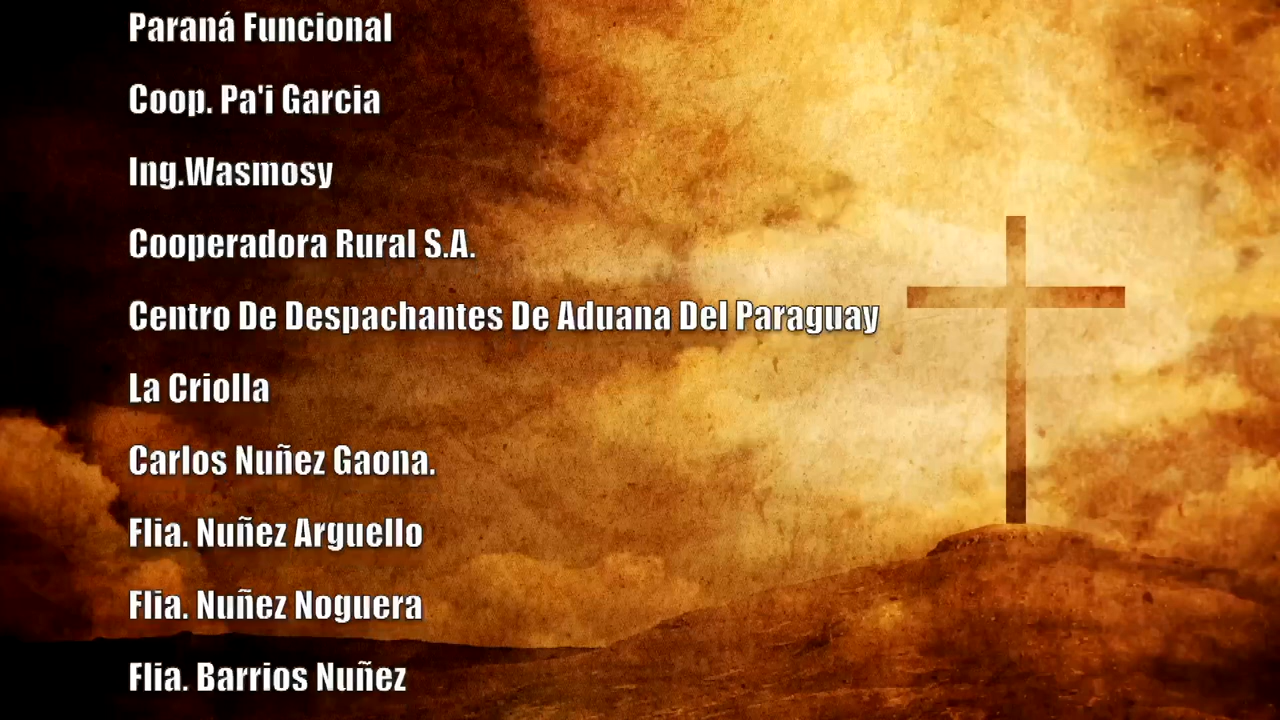 Paraná Funcional
Coop. Pa'i Garcia
Ing.Wasmosy
Cooperadora Rural S.A.
Centro De Despachantes De Aduana Del Paraguay
La Criolla
Carlos Nuñez Gaona.
Flia. Nuñez Arguello
Flia. Nuñez Noguera
Flia. Barrios Nuñez